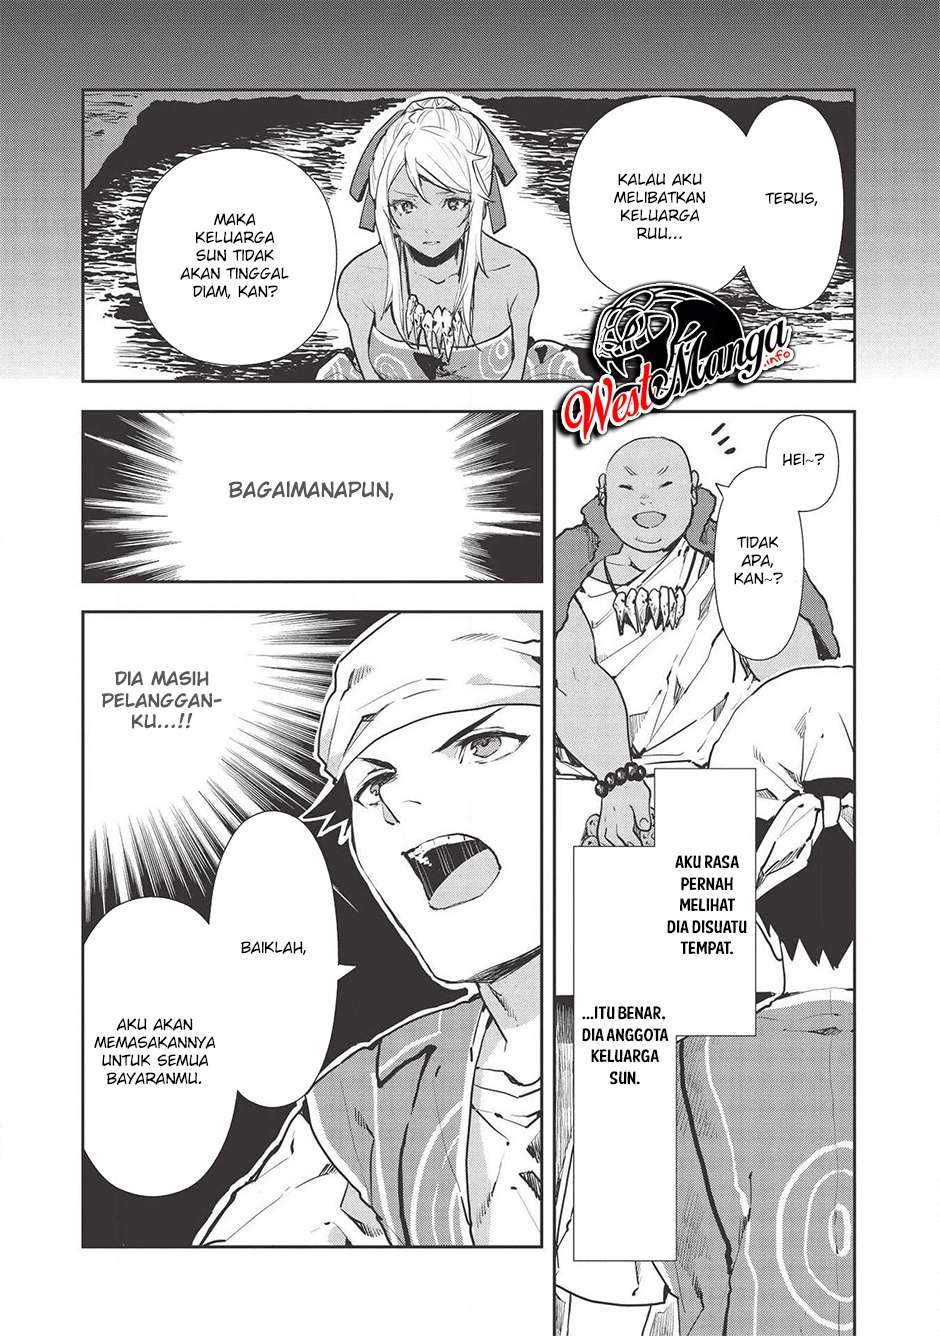 TERUS,
KALAU AKU
MELIBATKAN
KELUARGA
RUU...
MAKA
KELUARGA
SUN TIDAK
AKAN TINGGAL
DIAM, KAN?
WestManga
.info
HEI~?
TIDAK
APA,
KAN~?
AKU RASA
PERNAH
MELIHAT
DIA DISUATU
TEMPAT.
...ITU BENAR.
DIA ANGGOTA
KELUARGA
SUN.
BAGAIMANAPUN,
DIA MASIH
PELANGGAN-
KU...!!
BAIKLAH,
AKU AKAN
MEMASAKANNYA
UNTUK SEMUA
BAYARANMU.